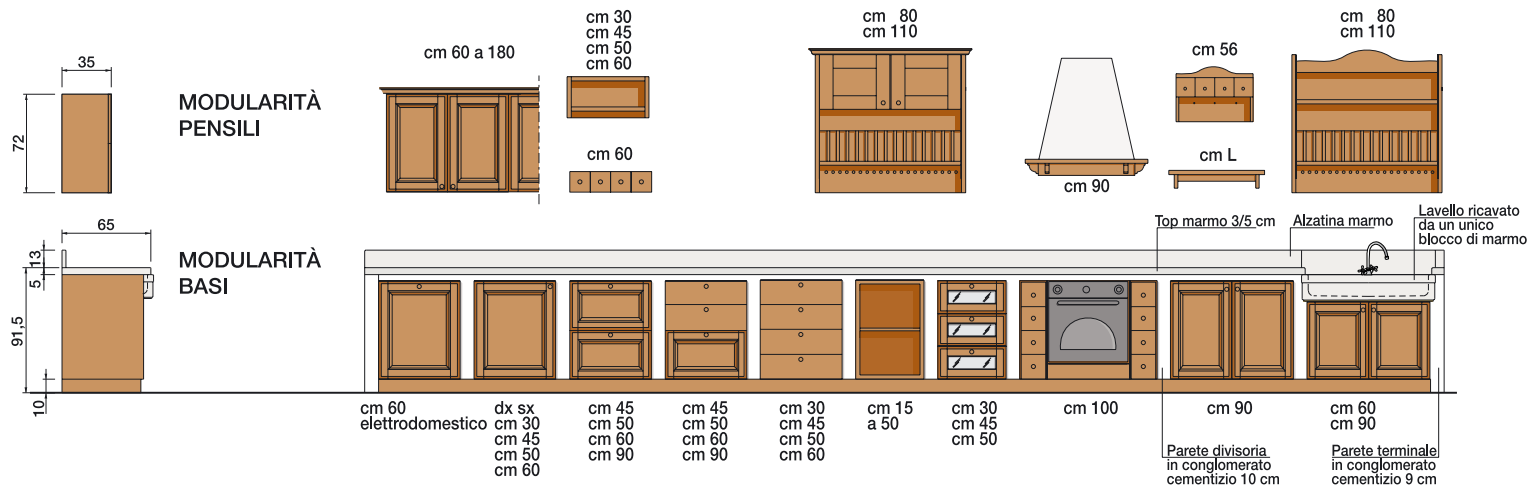 35
72
MODULARITÀ
PENSILI
cm 60 a 180
cm 30
cm 45
cm 50
cm 60
cm 60
cm 80
cm 110
cm 90
cm 56
cm L
cm 80
cm 110
65
13
5
91,5
10
MODULARITÀ
BASI
Top marmo 3/5 cm
Alzatina marmo
Lavello ricavato
da un unico
blocco di marmo
cm 60
elettrodomestico
dx sx
cm 30
cm 45
cm 50
cm 60
cm 45
cm 50
cm 60
cm 90
cm 45
cm 50
cm 60
cm 90
cm 30
cm 45
cm 50
cm 60
cm 15
a 50
cm 30
cm 45
cm 50
cm 100
cm 90
cm 60
cm 90
Parete divisoria
in conglomerato
cementizio 10 cm
Parete terminale
in conglomerato
cementizio 9 cm